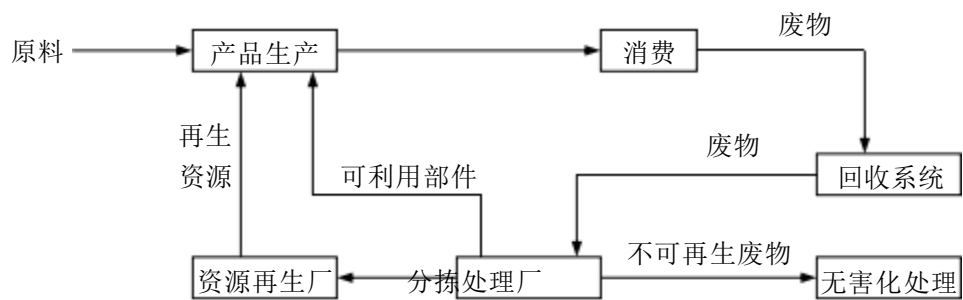 原料
产品生产
消费
废物
再生
资源
可利用部件
废物
回收系统
资源再生厂
分拣处理厂
不可再生废物
无害化处理